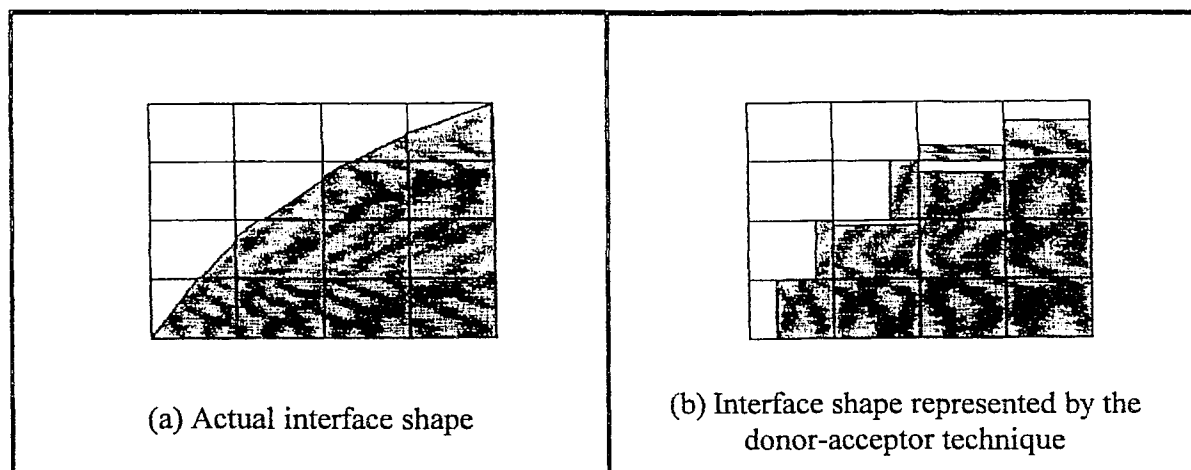 (a) Actual interface shape
(b) Interface shape represented by the
donor-acceptor technique